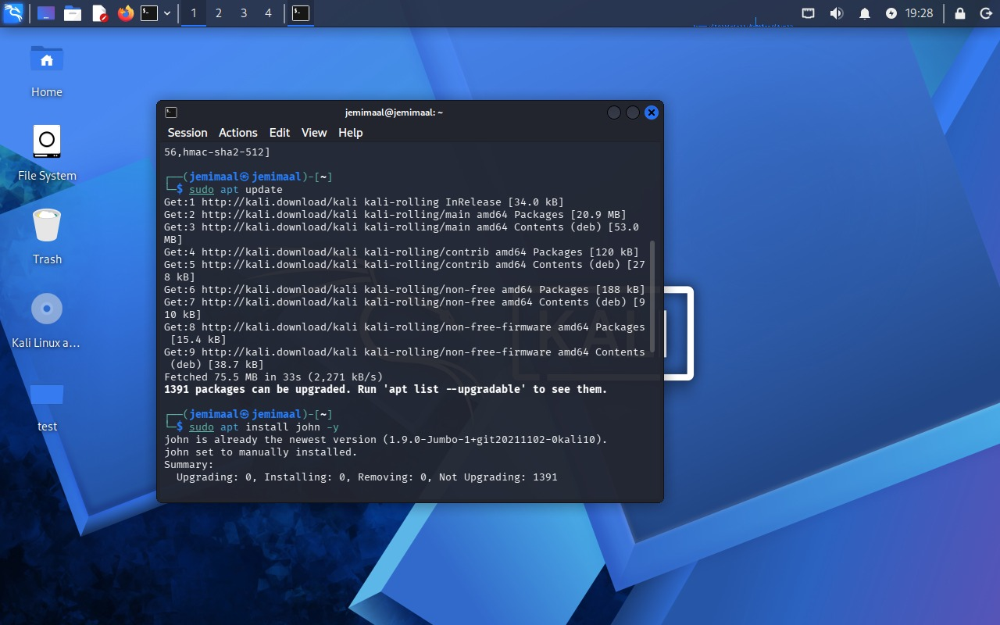 1 2 3 4 19:28
Home
File System
Trash
Kali Linux a...
test
jemimaal@jemimaal: ~
Session Actions Edit View Help
56,hmac-sha2-512]
┌──(jemimaal㉿jemimaal)-[~]
└─$ sudo apt update
Get:1 http://kali.download/kali kali-rolling InRelease [34.0 kB]
Get:2 http://kali.download/kali kali-rolling/main amd64 Packages [20.9 MB]
Get:3 http://kali.download/kali kali-rolling/main amd64 Contents (deb) [53.0
MB]
Get:4 http://kali.download/kali kali-rolling/contrib amd64 Packages [120 kB]
Get:5 http://kali.download/kali kali-rolling/contrib amd64 Contents (deb) [27
8 kB]
Get:6 http://kali.download/kali kali-rolling/non-free amd64 Packages [188 kB]
Get:7 http://kali.download/kali kali-rolling/non-free amd64 Contents (deb) [9
10 kB]
Get:8 http://kali.download/kali kali-rolling/non-free-firmware amd64 Packages
[15.4 kB]
Get:9 http://kali.download/kali kali-rolling/non-free-firmware amd64 Contents
(deb) [38.7 kB]
Fetched 75.5 MB in 33s (2,271 kB/s)
1391 packages can be upgraded. Run 'apt list --upgradable' to see them.
┌──(jemimaal㉿jemimaal)-[~]
└─$ sudo apt install john -y
john is already the newest version (1.9.0-Jumbo-1+git20211102-0kali10).
john set to manually installed.
Summary:
Upgrading: 0, Installing: 0, Removing: 0, Not Upgrading: 1391
KALI